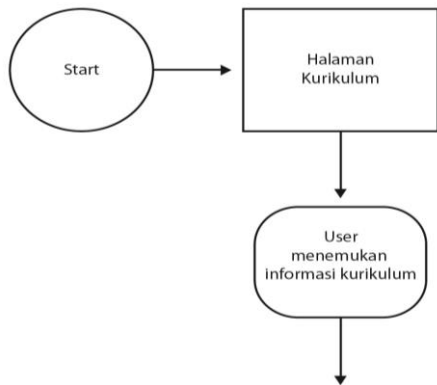 Start
Halaman
Kurikulum
User
menemukan
informasi kurikulum